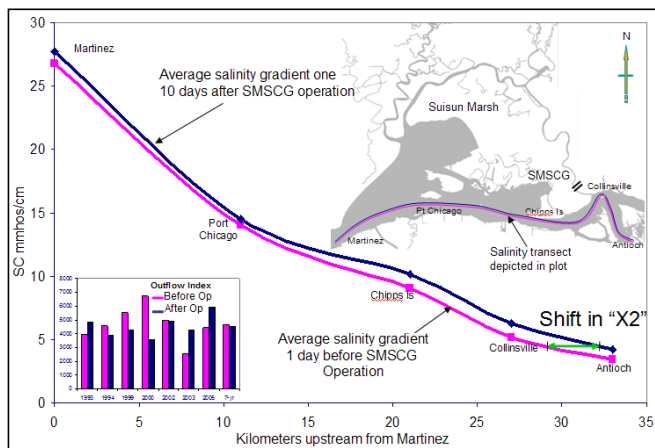 30
25
20
15
10
5
0
SC mmhos/cm
Martinez
Average salinity gradient one
10 days after SMSCG
operation
Port
Chicago
Chipps Is
Average salinity gradient
1 day before SMSCG
Operation
Collinsville
Antioch
Shift in “X2”
N
Suisun Marsh
SMSCG
Collinsville
Pt Chicago
Chipps Is
Martinez
Antioch
Salinity transect
depicted in plot
Outflow Index
Before Op
After Op
8000
7000
6000
5000
4000
3000
2000
1000
0
1993 1994 1999 2000 2002 2003 2005
0 5 10 15 20 25 30 35
Kilometers upstream from Martinez